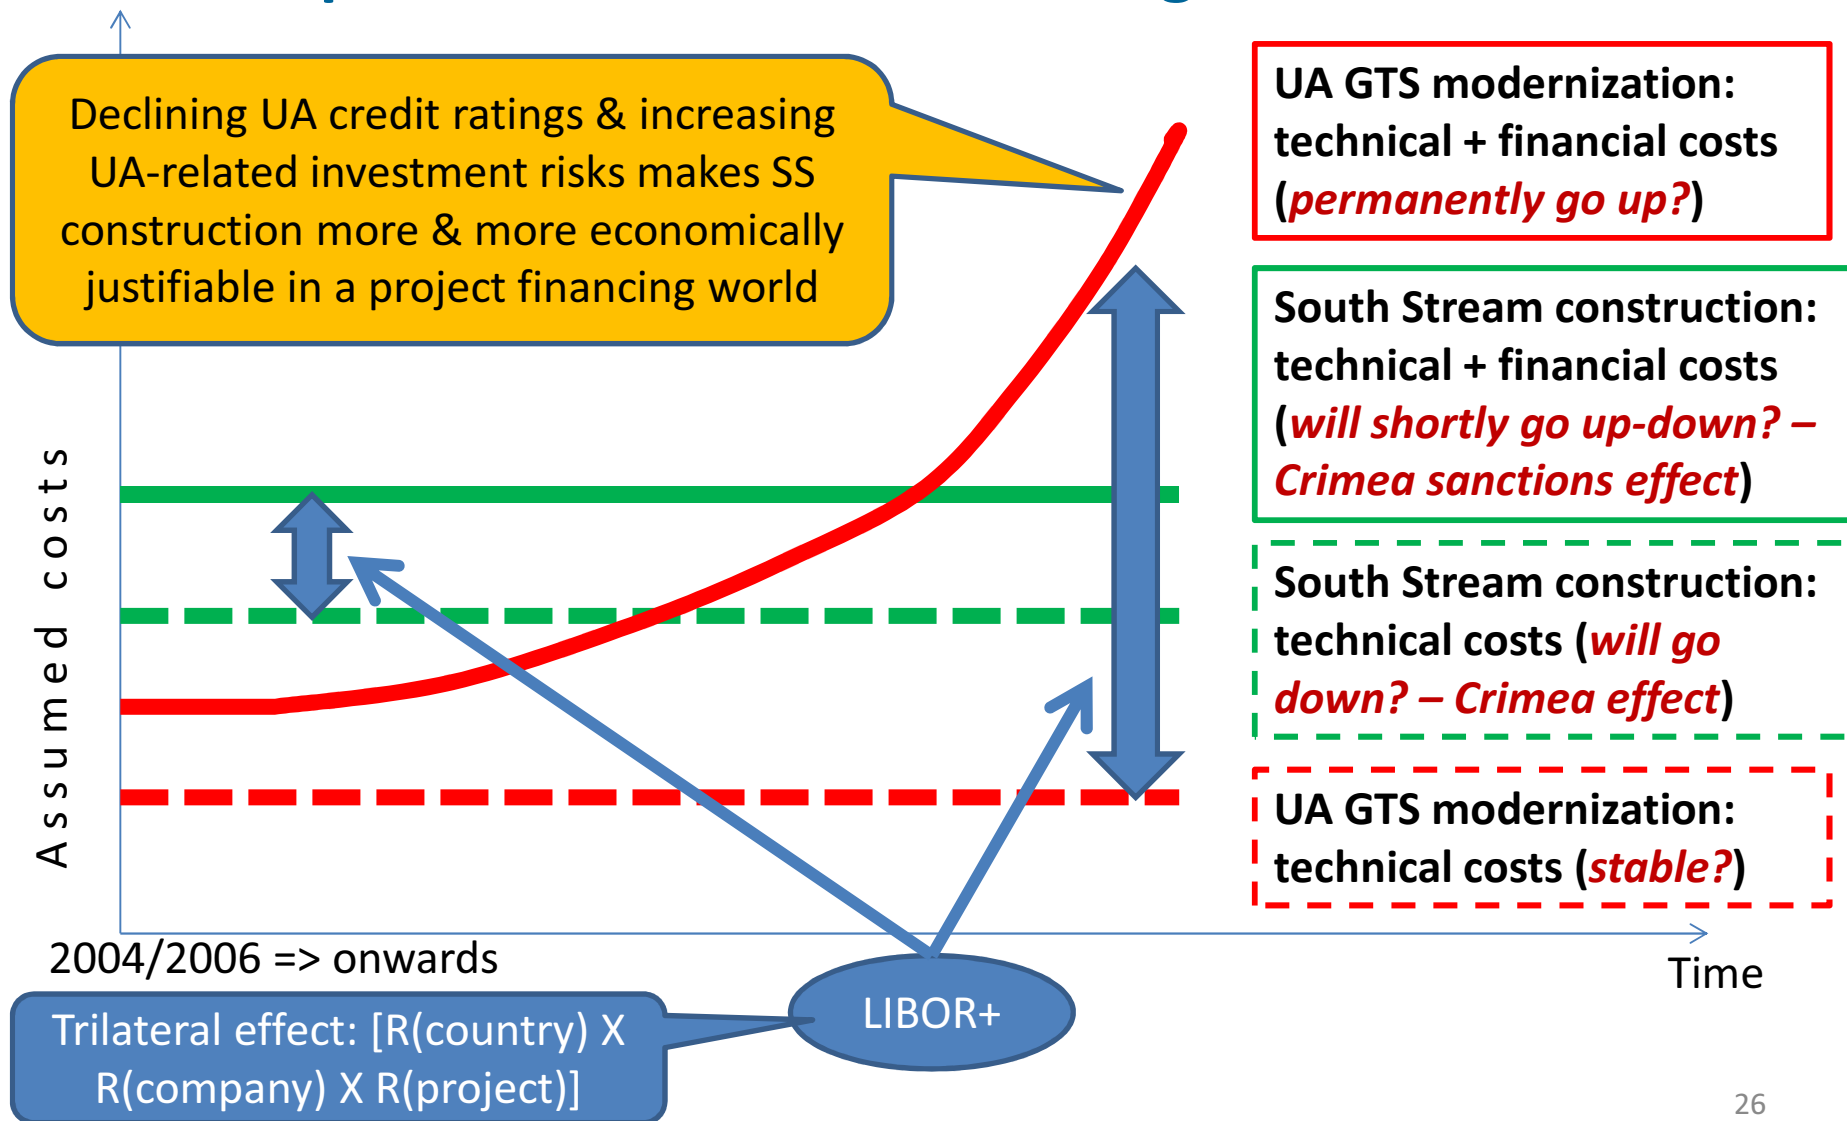 Declining UA credit ratings & increasing
UA-related investment risks makes SS
construction more & more economically
justifiable in a project financing world
UA GTS modernization:
technical + financial costs
(permanently go up?)
South Stream construction:
technical + financial costs
(will shortly go up-down? –
Crimea sanctions effect)
South Stream construction:
technical costs (will go
down? – Crimea effect)
UA GTS modernization:
technical costs (stable?)
Assumed costs
2004/2006 => onwards
Time
LIBOR+
Trilateral effect: [R(country) X
R(company) X R(project)]
26